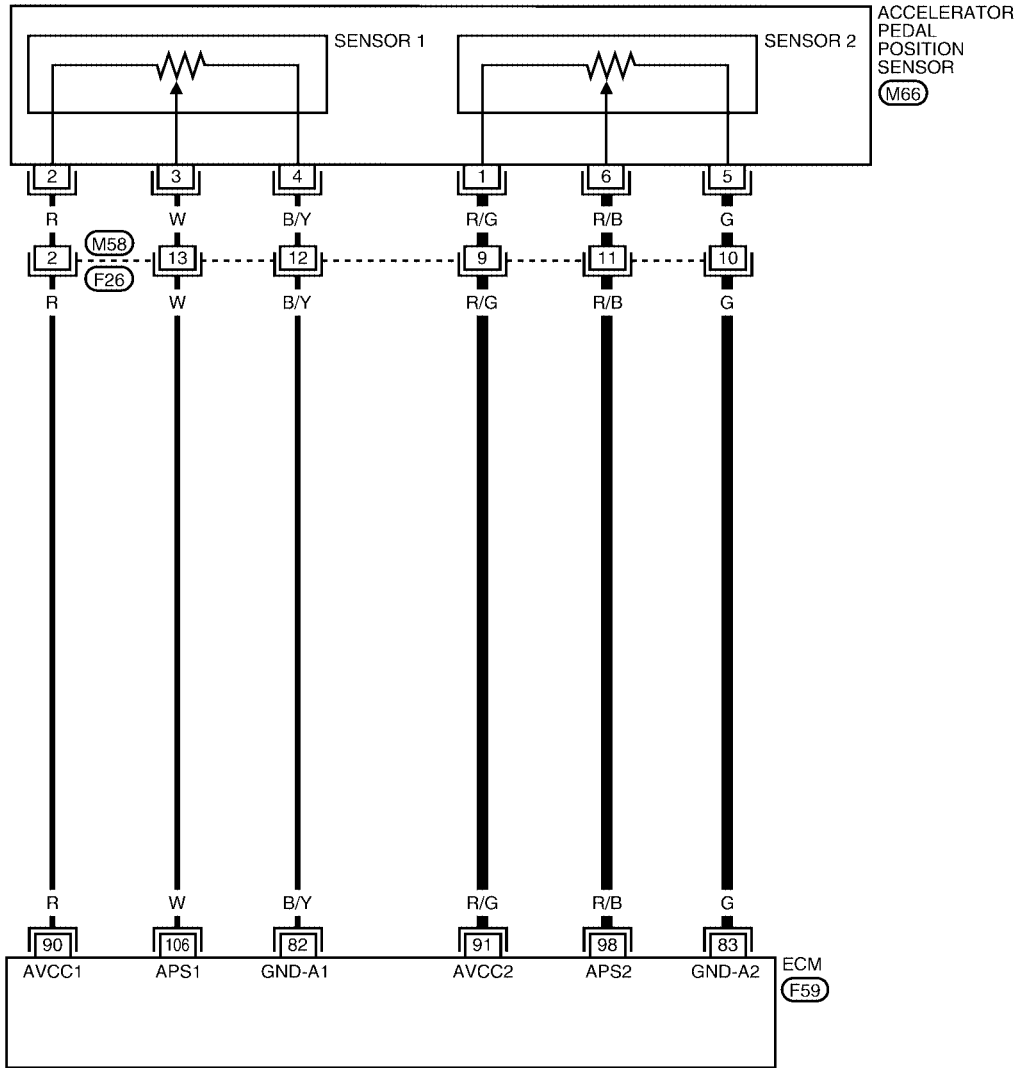 ACCELERATOR
PEDAL
POSITION
SENSOR
M66
SENSOR 1
SENSOR 2
2 3 4 1 6 5
R W B/Y R/G R/B G
M58
2 13 12 9 11 10
F26
R W B/Y R/G R/B G
R W B/Y R/G R/B G
90 106 82 91 98 83
AVCC1 APS1 GND-A1 AVCC2 APS2 GND-A2
ECM
F59